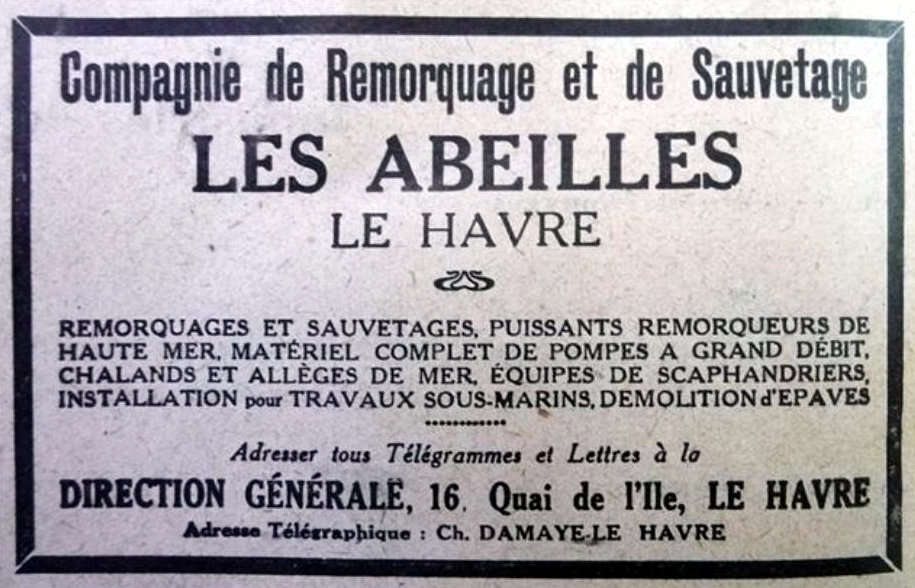 Compagnie de Remorquage et de Sauvetage
LES ABEILLES
LE HAVRE
REMORQUAGES ET SAUVETAGES, PUISSANTS REMORQUEURS DE
HAUTE MER, MATÉRIEL COMPLET DE POMPES A GRAND DÉBIT,
CHALANDS ET ALLÈGES DE MER, ÉQUIPES DE SCAPHANDRIERS,
INSTALLATION pour TRAVAUX SOUS-MARINS, DEMOLITION d'EPAVES
Adresser tous Télégrammes et Lettres à la
DIRECTION GÉNÉRALE, 16, Quai de l'Ile, LE HAVRE
Adresse Télégraphique : Ch. DAMAYE-LE HAVRE